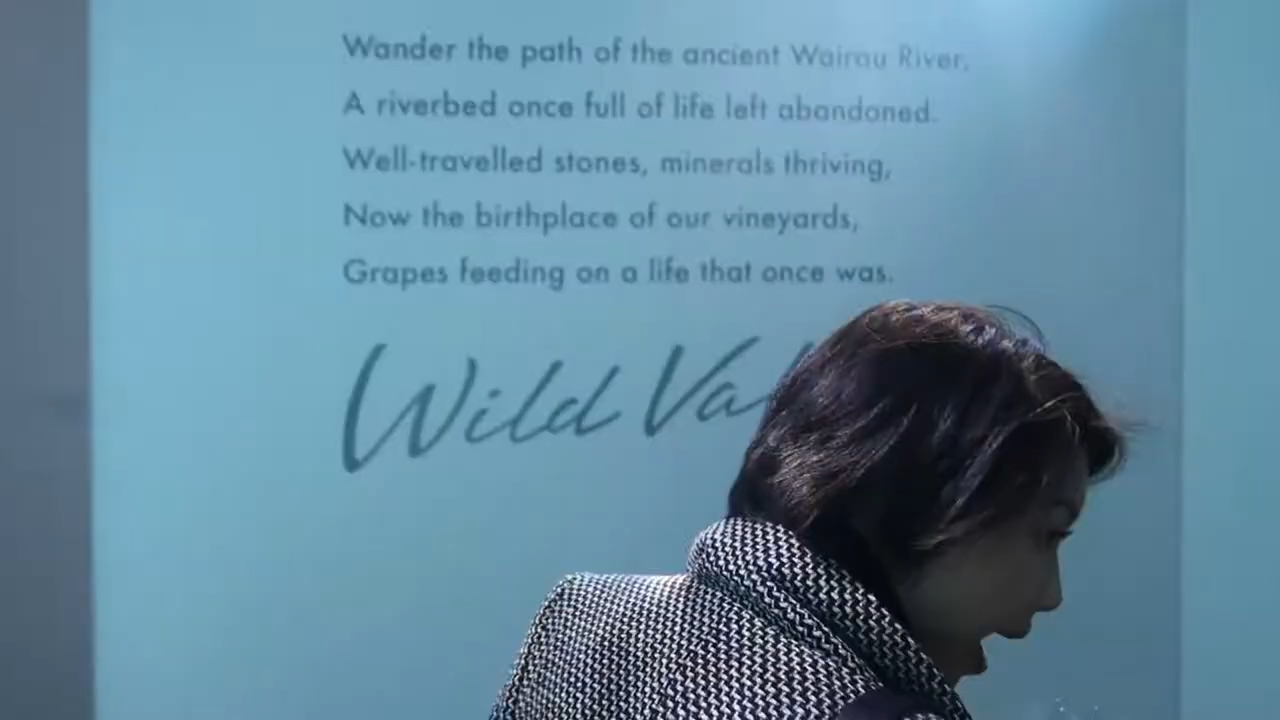 Wander the path of the ancient Wairau River,
A riverbed once full of life left abandoned.
Well-travelled stones, minerals thriving,
Now the birthplace of our vineyards,
Grapes feeding on a life that once was.
Wild